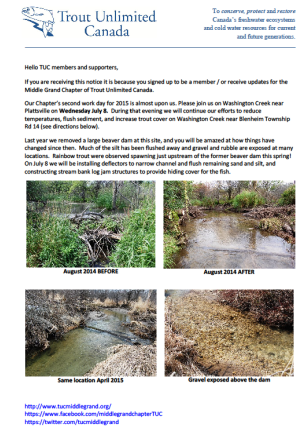 Trout Unlimited
Canada
To conserve, protect and restore
Canada's freshwater ecosystems
and cold water resources for current
and future generations.
Hello TUC members and supporters,
If you are receiving this notice it is because you signed up to be a member / or receive updates for the
Middle Grand Chapter of Trout Unlimited Canada.
Our Chapter's second work day for 2015 is almost upon us. Please join us on Washington Creek near
Plattsville on Wednesday July 8. During that evening we will continue our efforts to reduce
temperatures, flush sediment, and increase trout cover on Washington Creek near Blenheim Township
Rd 14 (see directions below).
Last year we removed a large beaver dam at this site, and you will be amazed at how things have
changed since then. Much of the silt has been flushed away and gravel and rubble are exposed at many
locations. Rainbow trout were observed spawning just upstream of the former beaver dam this spring!
On July 8 we will be installing deflectors to narrow channel and flush remaining sand and silt, and
constructing stream bank log jam structures to provide hiding cover for the fish.
August 2014 BEFORE
August 2014 AFTER
Same location April 2015
Gravel exposed above the dam
http://www.tucmiddlegrand.org/
https://www.facebook.com/middlegrandchapterTUC
https://twitter.com/tucmiddlegrand